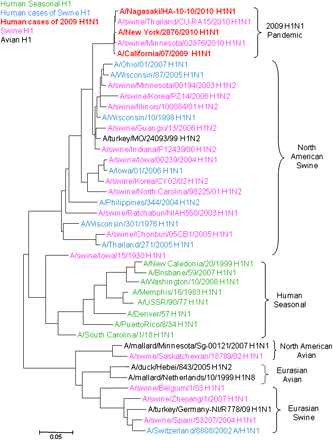 Human Seasonal H1
Human cases of Swine H1
Human cases of 2009 H1N1
Swine H1
Avian H1
A/Nagasaki/HA-10-10/2010 H1N1
A/swine/Thailand/CU-RA15/2010 H1N1
A/New York/2876/2010 H1N1
A/swine/Minnesota/02976/2010 H1N1
A/California/07/2009 H1N1
2009 H1N1
Pandemic
A/Ohio/01/2007 H1N1
A/Wisconsin/87/2005 H1N1
A/swine/Minnesota/00194/2003 H1N2
A/swine/Korea/PZ14/2006 H1N2
A/swine/Illinois/100084/01 H1N2
A/Wisconsin/10/1998 H1N1
A/swine/Guangxi/13/2006 H1N2
A/turkey/MO/24093/99 H1N2
A/swine/Indiana/P12439/00 H1N2
A/swine/Iowa/00239/2004 H1N1
A/Iowa/01/2006 H1N1
A/swine/Korea/CY02/02 H1N2
A/swine/North Carolina/98225/01 H1N2
A/Philippines/344/2004 H1N2
A/swine/Ratchaburi/NIAH550/2003 H1N1
A/Wisconsin/301/1976 H1N1
A/swine/Chonburi/05CB1/2005 H1N1
A/Thailand/271/2005 H1N1
North
American
Swine
A/swine/Iowa/15/1930 H1N1
A/New Caledonia/20/1999 H1N1
A/Brisbane/59/2007 H1N1
A/Washington/10/2008 H1N1
A/Memphis/16/1983 H1N1
A/USSR/90/77 H1N1
A/Denver/57 H1N1
A/PuertoRico/8/34 H1N1
A/South Carolina/1/18 H1N1
Human
Seasonal
A/mallard/Minnesota/Sg-00121/2007 H1N1
A/swine/Saskatchewan/18789/02 H1N1
North American
Avian
A/duck/Hebei/843/2005 H1N2
A/mallard/Netherlands/10/1999 H1N8
Eurasian
Avian
A/swine/Belgium/1/83 H1N1
A/swine/Zhejiang/1/2007 H1N1
A/turkey/Germany-NI/R778/09 H1N1
A/swine/Spain/53207/2004 H1N1
A/Switzerland/8808/2002 H1N1
Eurasian
Swine
0.05